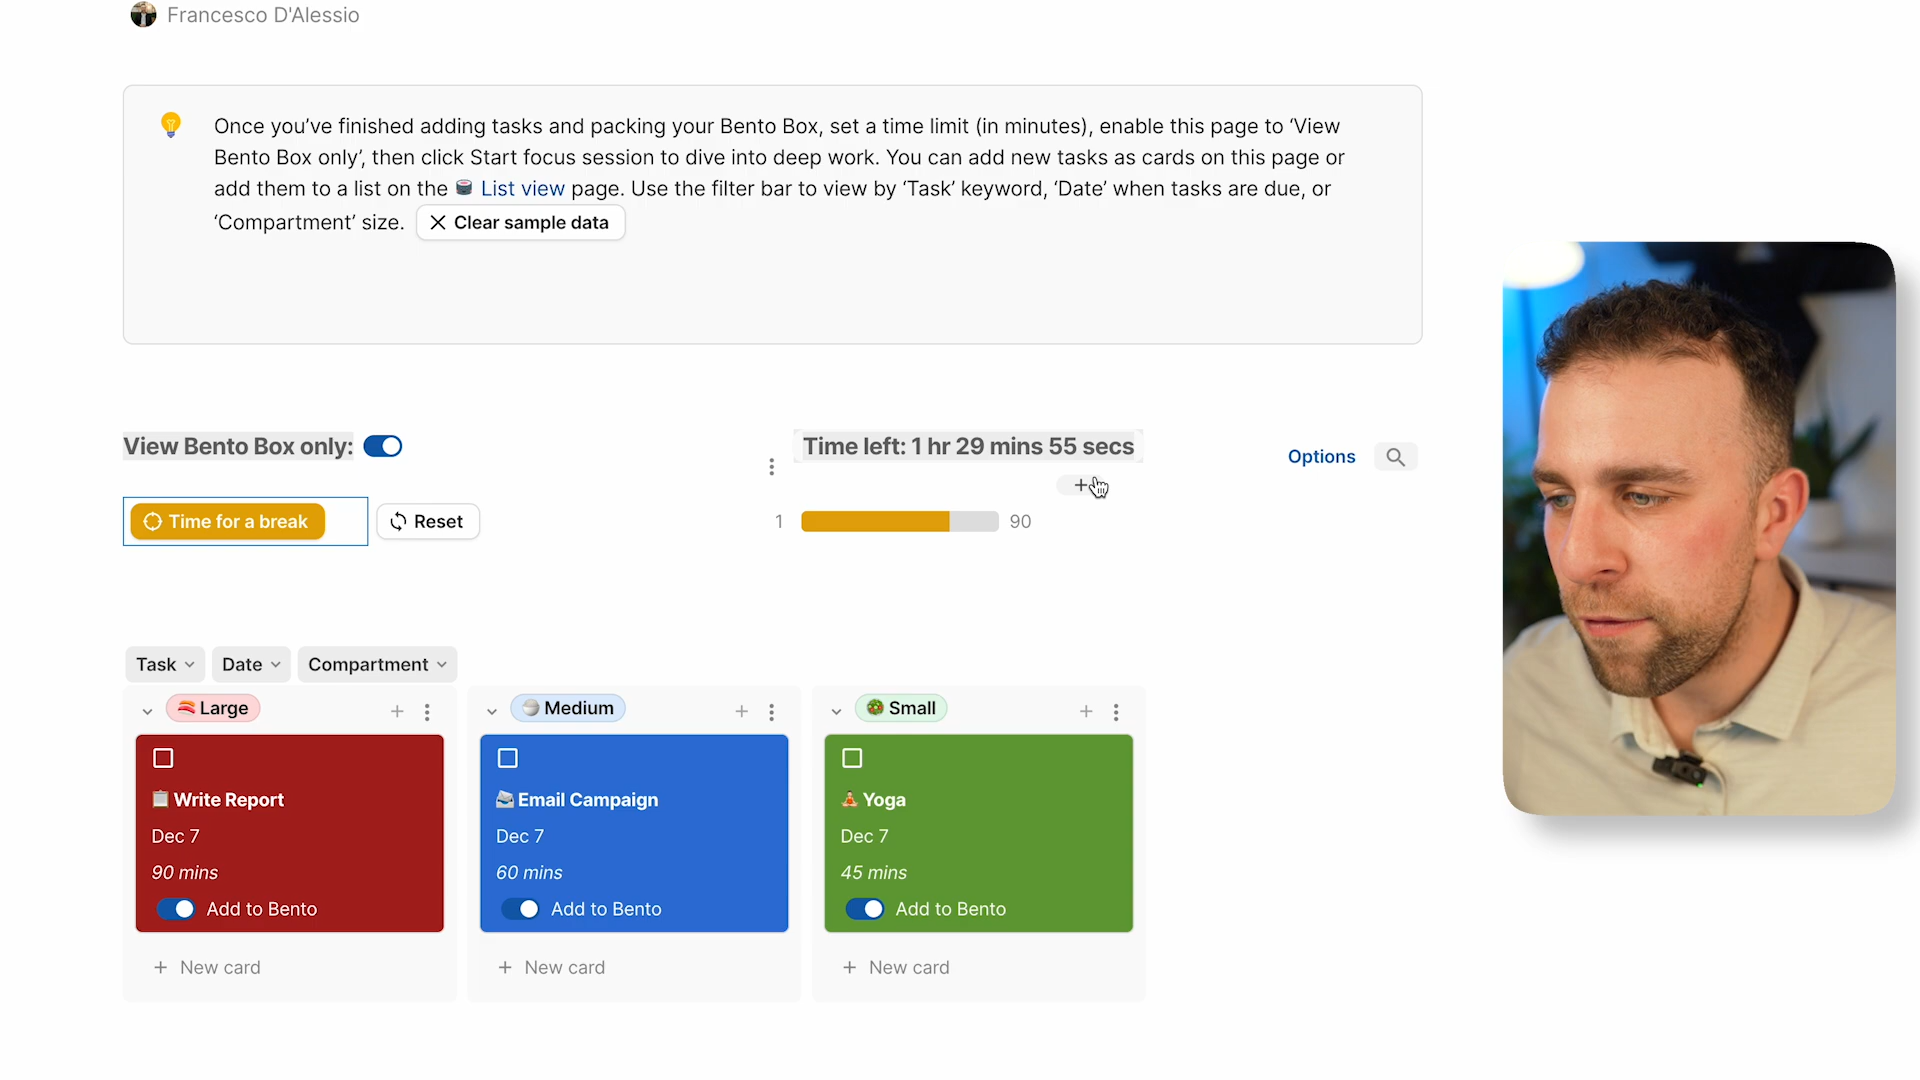 Francesco D'Alessio
Once you’ve finished adding tasks and packing your Bento Box, set a time limit (in minutes), enable this page to ‘View
Bento Box only’, then click Start focus session to dive into deep work. You can add new tasks as cards on this page or
add them to a list on the List view page. Use the filter bar to view by ‘Task’ keyword, ‘Date’ when tasks are due, or
‘Compartment’ size. Clear sample data
View Bento Box only:
Time left: 1 hr 29 mins 55 secs
Options
Time for a break
Reset
1
90
Task
Date
Compartment
Large
Medium
Small
Write Report
Dec 7
90 mins
Add to Bento
Email Campaign
Dec 7
60 mins
Add to Bento
Yoga
Dec 7
45 mins
Add to Bento
New card
New card
New card